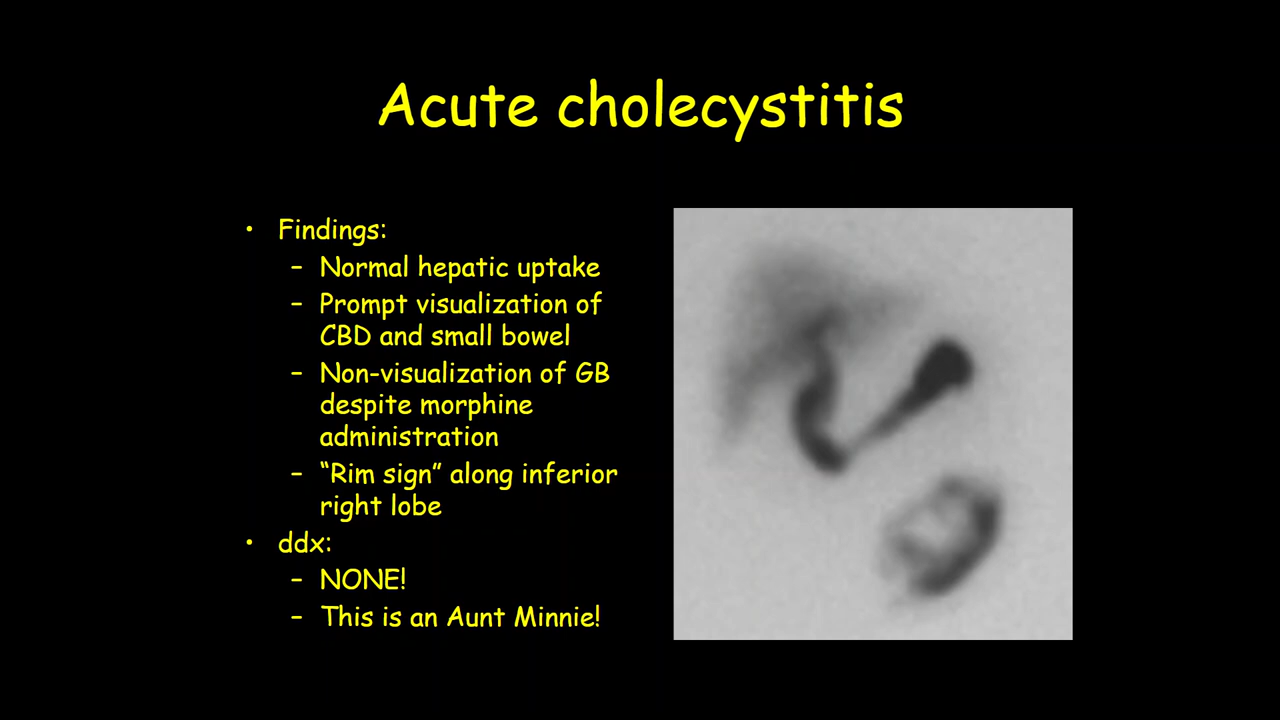 Acute cholecystitis
• Findings:
– Normal hepatic uptake
– Prompt visualization of
CBD and small bowel
– Non-visualization of GB
despite morphine
administration
– “Rim sign” along inferior
right lobe
• ddx:
– NONE!
– This is an Aunt Minnie!